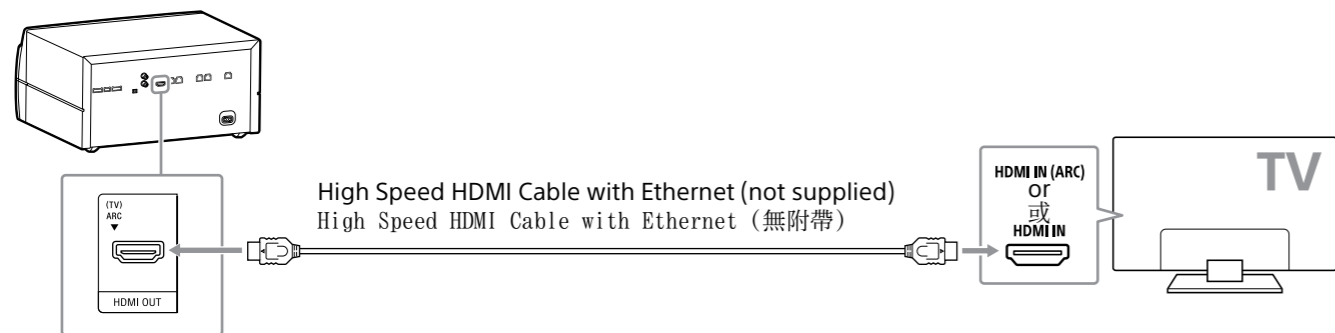 (TV)
ARC
HDMI OUT
High Speed HDMI Cable with Ethernet (not supplied)
High Speed HDMI Cable with Ethernet (無附帶)
HDMI IN (ARC)
or
或
HDMI IN
TV